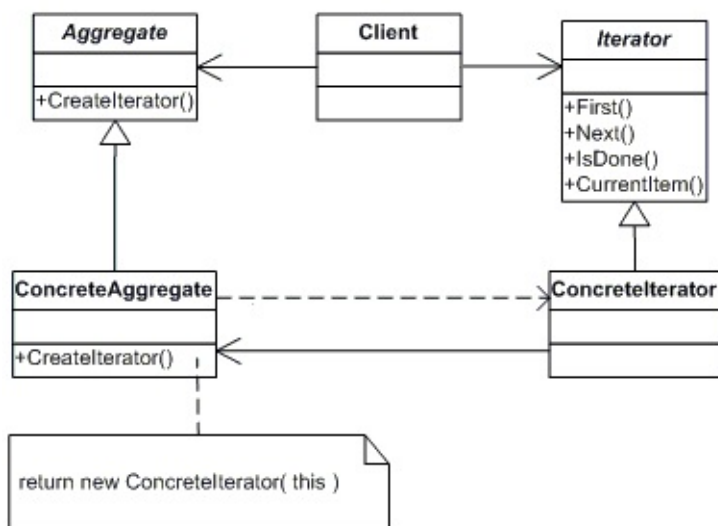 Aggregate
+CreateIterator()
Client
Iterator
+First()
+Next()
+IsDone()
+CurrentItem()
ConcreteAggregate
+CreateIterator()
ConcreteIterator
return new ConcreteIterator( this )